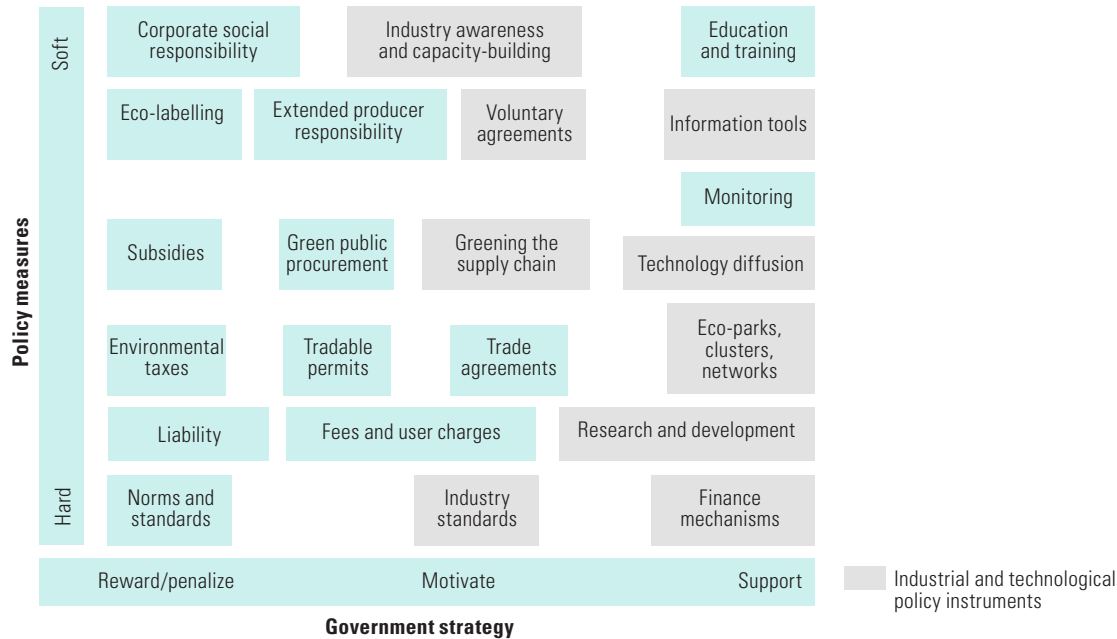 Policy measures
Soft
Hard
Corporate social
responsibility
Industry awareness
and capacity-building
Education
and training
Eco-labelling
Extended producer
responsibility
Voluntary
agreements
Information tools
Monitoring
Subsidies
Green public
procurement
Greening the
supply chain
Technology diffusion
Environmental
taxes
Tradable
permits
Trade
agreements
Eco-parks,
clusters,
networks
Liability
Fees and user charges
Research and development
Norms and
standards
Industry
standards
Finance
mechanisms
Reward/penalize
Motivate
Support
Government strategy
Industrial and technological
policy instruments